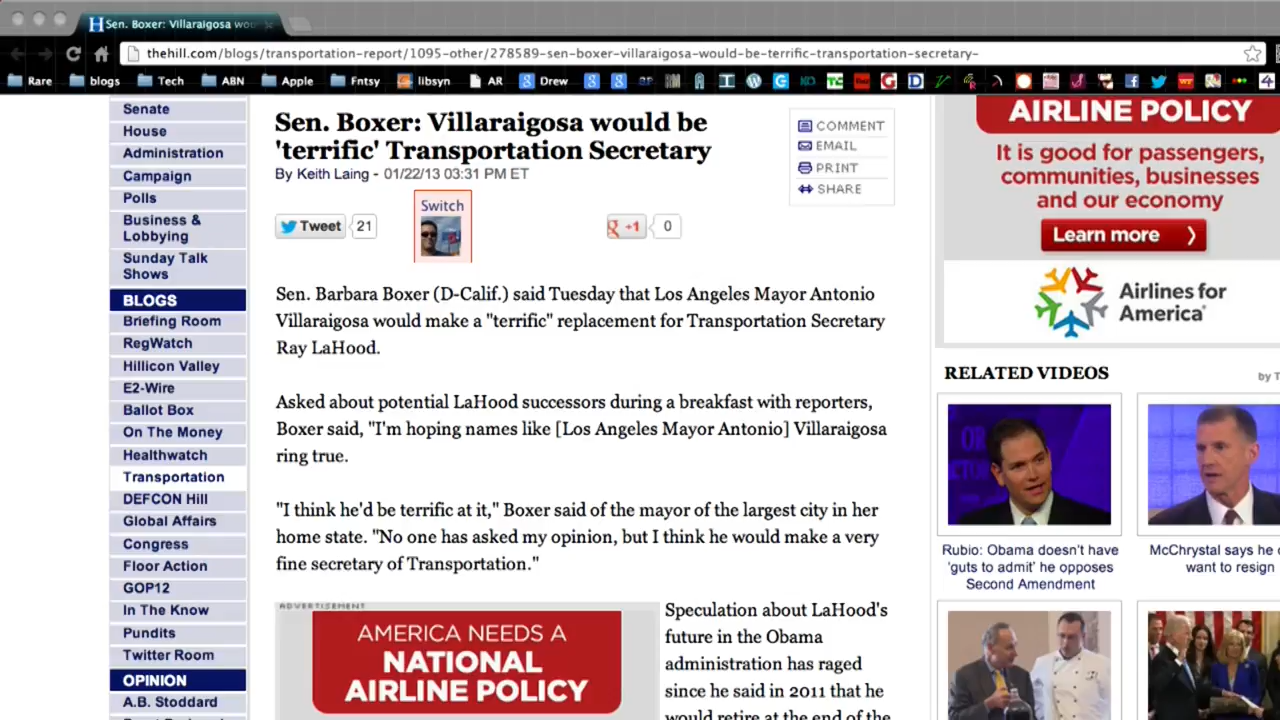 Sen. Boxer: Villaraigosa wou
thehill.com/blogs/transportation-report/1095-other/278589-sen-boxer-villaraigosa-would-be-terrific-transportation-secretary-
Rare
blogs
Tech
ABN
Apple
Fntsy
libsyn
AR
Drew
Senate
House
Administration
Campaign
Polls
Business &
Lobbying
Sunday Talk
Shows
BLOGS
Briefing Room
RegWatch
Hillicon Valley
E2-Wire
Ballot Box
On The Money
Healthwatch
Transportation
DEFCON Hill
Global Affairs
Congress
Floor Action
GOP12
In The Know
Pundits
Twitter Room
OPINION
A.B. Stoddard
Sen. Boxer: Villaraigosa would be
'terrific' Transportation Secretary
By Keith Laing - 01/22/13 03:31 PM ET
COMMENT
EMAIL
PRINT
SHARE
Tweet
21
Switch
+1
0
Sen. Barbara Boxer (D-Calif.) said Tuesday that Los Angeles Mayor Antonio
Villaraigosa would make a "terrific" replacement for Transportation Secretary
Ray LaHood.
Asked about potential LaHood successors during a breakfast with reporters,
Boxer said, "I'm hoping names like [Los Angeles Mayor Antonio] Villaraigosa
ring true.
"I think he'd be terrific at it," Boxer said of the mayor of the largest city in her
home state. "No one has asked my opinion, but I think he would make a very
fine secretary of Transportation."
ADVERTISEMENT
AMERICA NEEDS A
NATIONAL
AIRLINE POLICY
Speculation about LaHood's
future in the Obama
administration has raged
since he said in 2011 that he
would retire at the end of the
AIRLINE POLICY
It is good for passengers,
communities, businesses
and our economy
Learn more
Airlines for
America
RELATED VIDEOS
by T
Rubio: Obama doesn't have
'guts to admit' he opposes
Second Amendment
McChrystal says he
want to resign